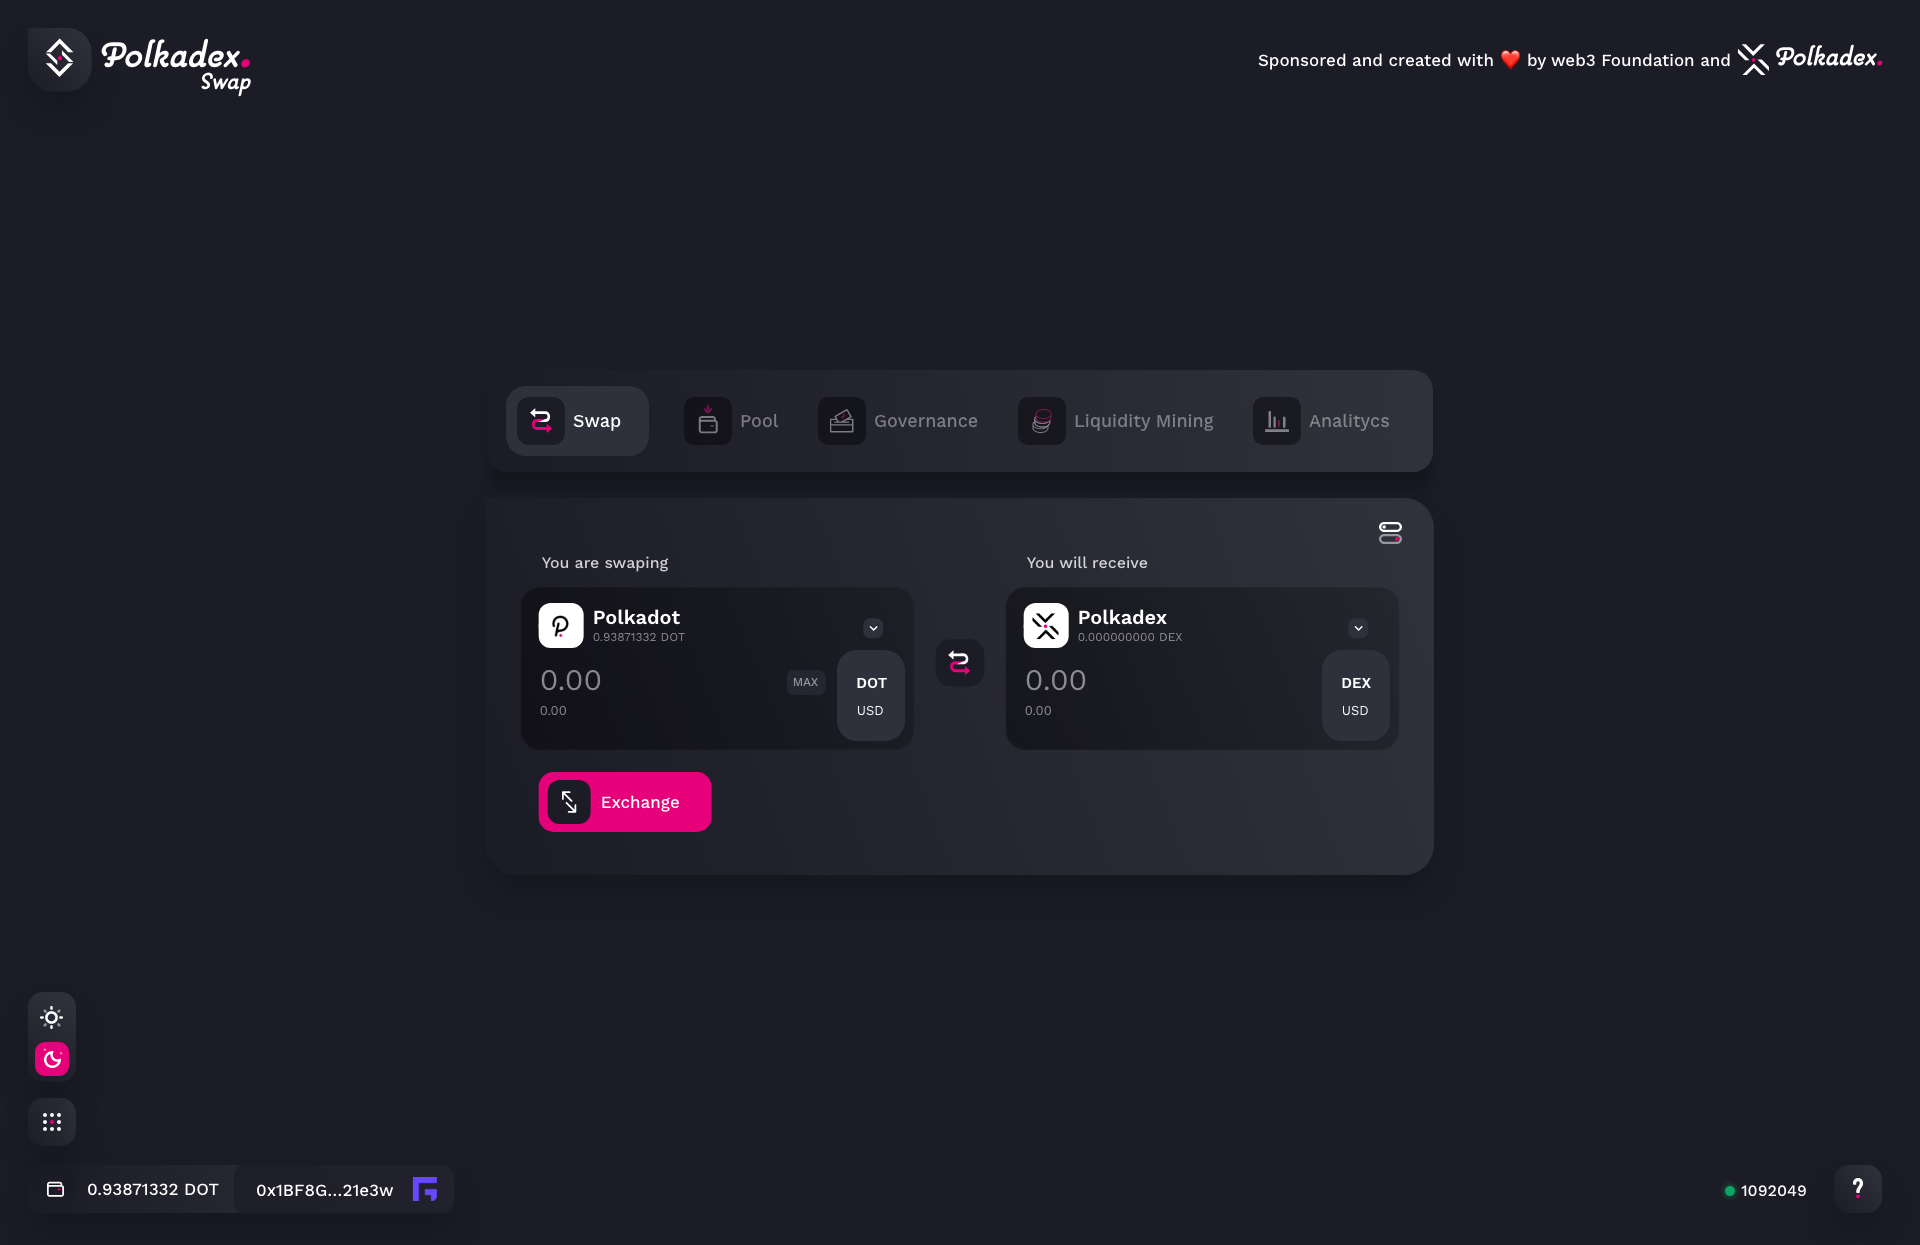 Polkadex.
Swap
Sponsored and created with ❤️ by web3 Foundation and Polkadex.
Swap Pool Governance Liquidity Mining Analitycs
You are swaping
Polkadot
0.93871332 DOT
0.00 MAX DOT
0.00 USD
You will receive
Polkadex
0.000000000 DEX
0.00 DEX
0.00 USD
Exchange
0.93871332 DOT 0x1BF8G...21e3w
1092049 ?